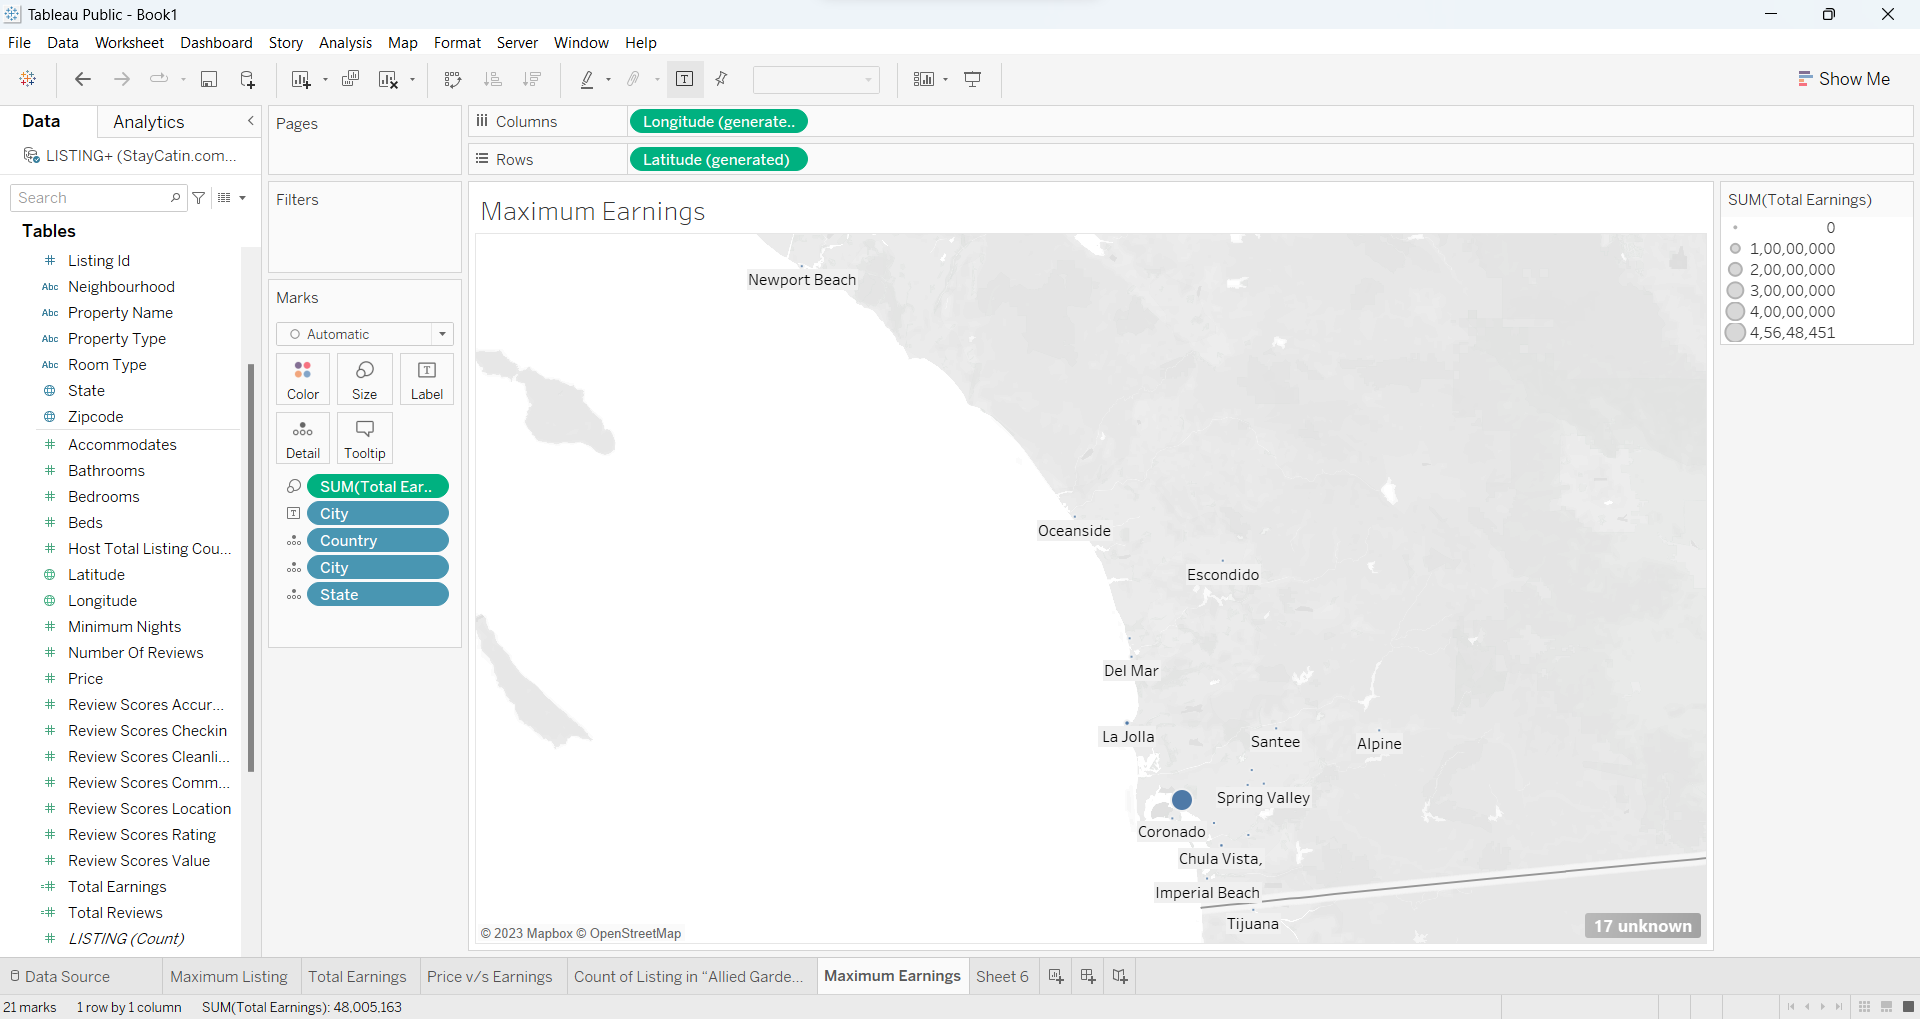 Tableau Public - Book1
File Data Worksheet Dashboard Story Analysis Map Format Server Window Help
Show Me
Data Analytics
LISTING+ (StayCatin.com...
Search
Tables
# Listing Id
Abc Neighbourhood
Abc Property Name
Abc Property Type
Abc Room Type
State
Zipcode
# Accommodates
# Bathrooms
# Bedrooms
# Beds
# Host Total Listing Cou...
Latitude
Longitude
# Minimum Nights
# Number Of Reviews
# Price
# Review Scores Accur...
# Review Scores Checkin
# Review Scores Cleanli...
# Review Scores Comm...
# Review Scores Location
# Review Scores Rating
# Review Scores Value
=# Total Earnings
=# Total Reviews
# LISTING (Count)
Pages
Filters
Marks
Automatic
Color Size Label
Detail Tooltip
SUM(Total Ear..
City
Country
City
State
Columns Longitude (generate..
Rows Latitude (generated)
Maximum Earnings
Newport Beach
Oceanside
Escondido
Del Mar
La Jolla
Santee
Alpine
Spring Valley
Coronado
Chula Vista,
Imperial Beach
Tijuana
© 2023 Mapbox © OpenStreetMap
17 unknown
SUM(Total Earnings)
0
1,00,00,000
2,00,00,000
3,00,00,000
4,00,00,000
4,56,48,451
Data Source Maximum Listing Total Earnings Price v/s Earnings Count of Listing in “Allied Garde... Maximum Earnings Sheet 6
21 marks 1 row by 1 column SUM(Total Earnings): 48,005,163